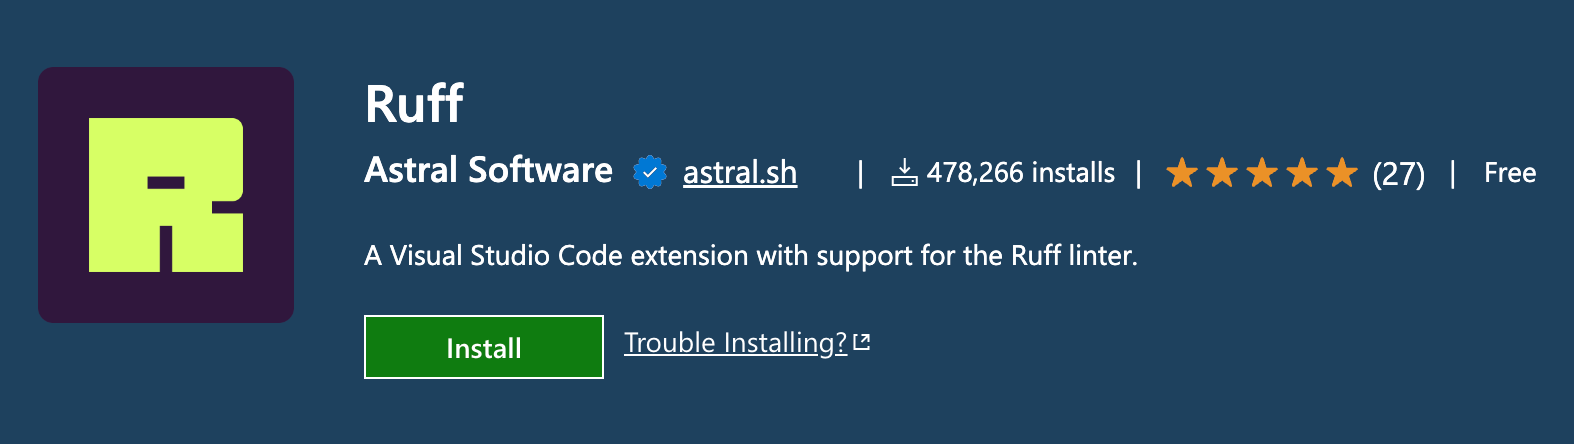 R
Ruff
Astral Software astral.sh | 478,266 installs | (27) | Free
A Visual Studio Code extension with support for the Ruff linter.
Install Trouble Installing?